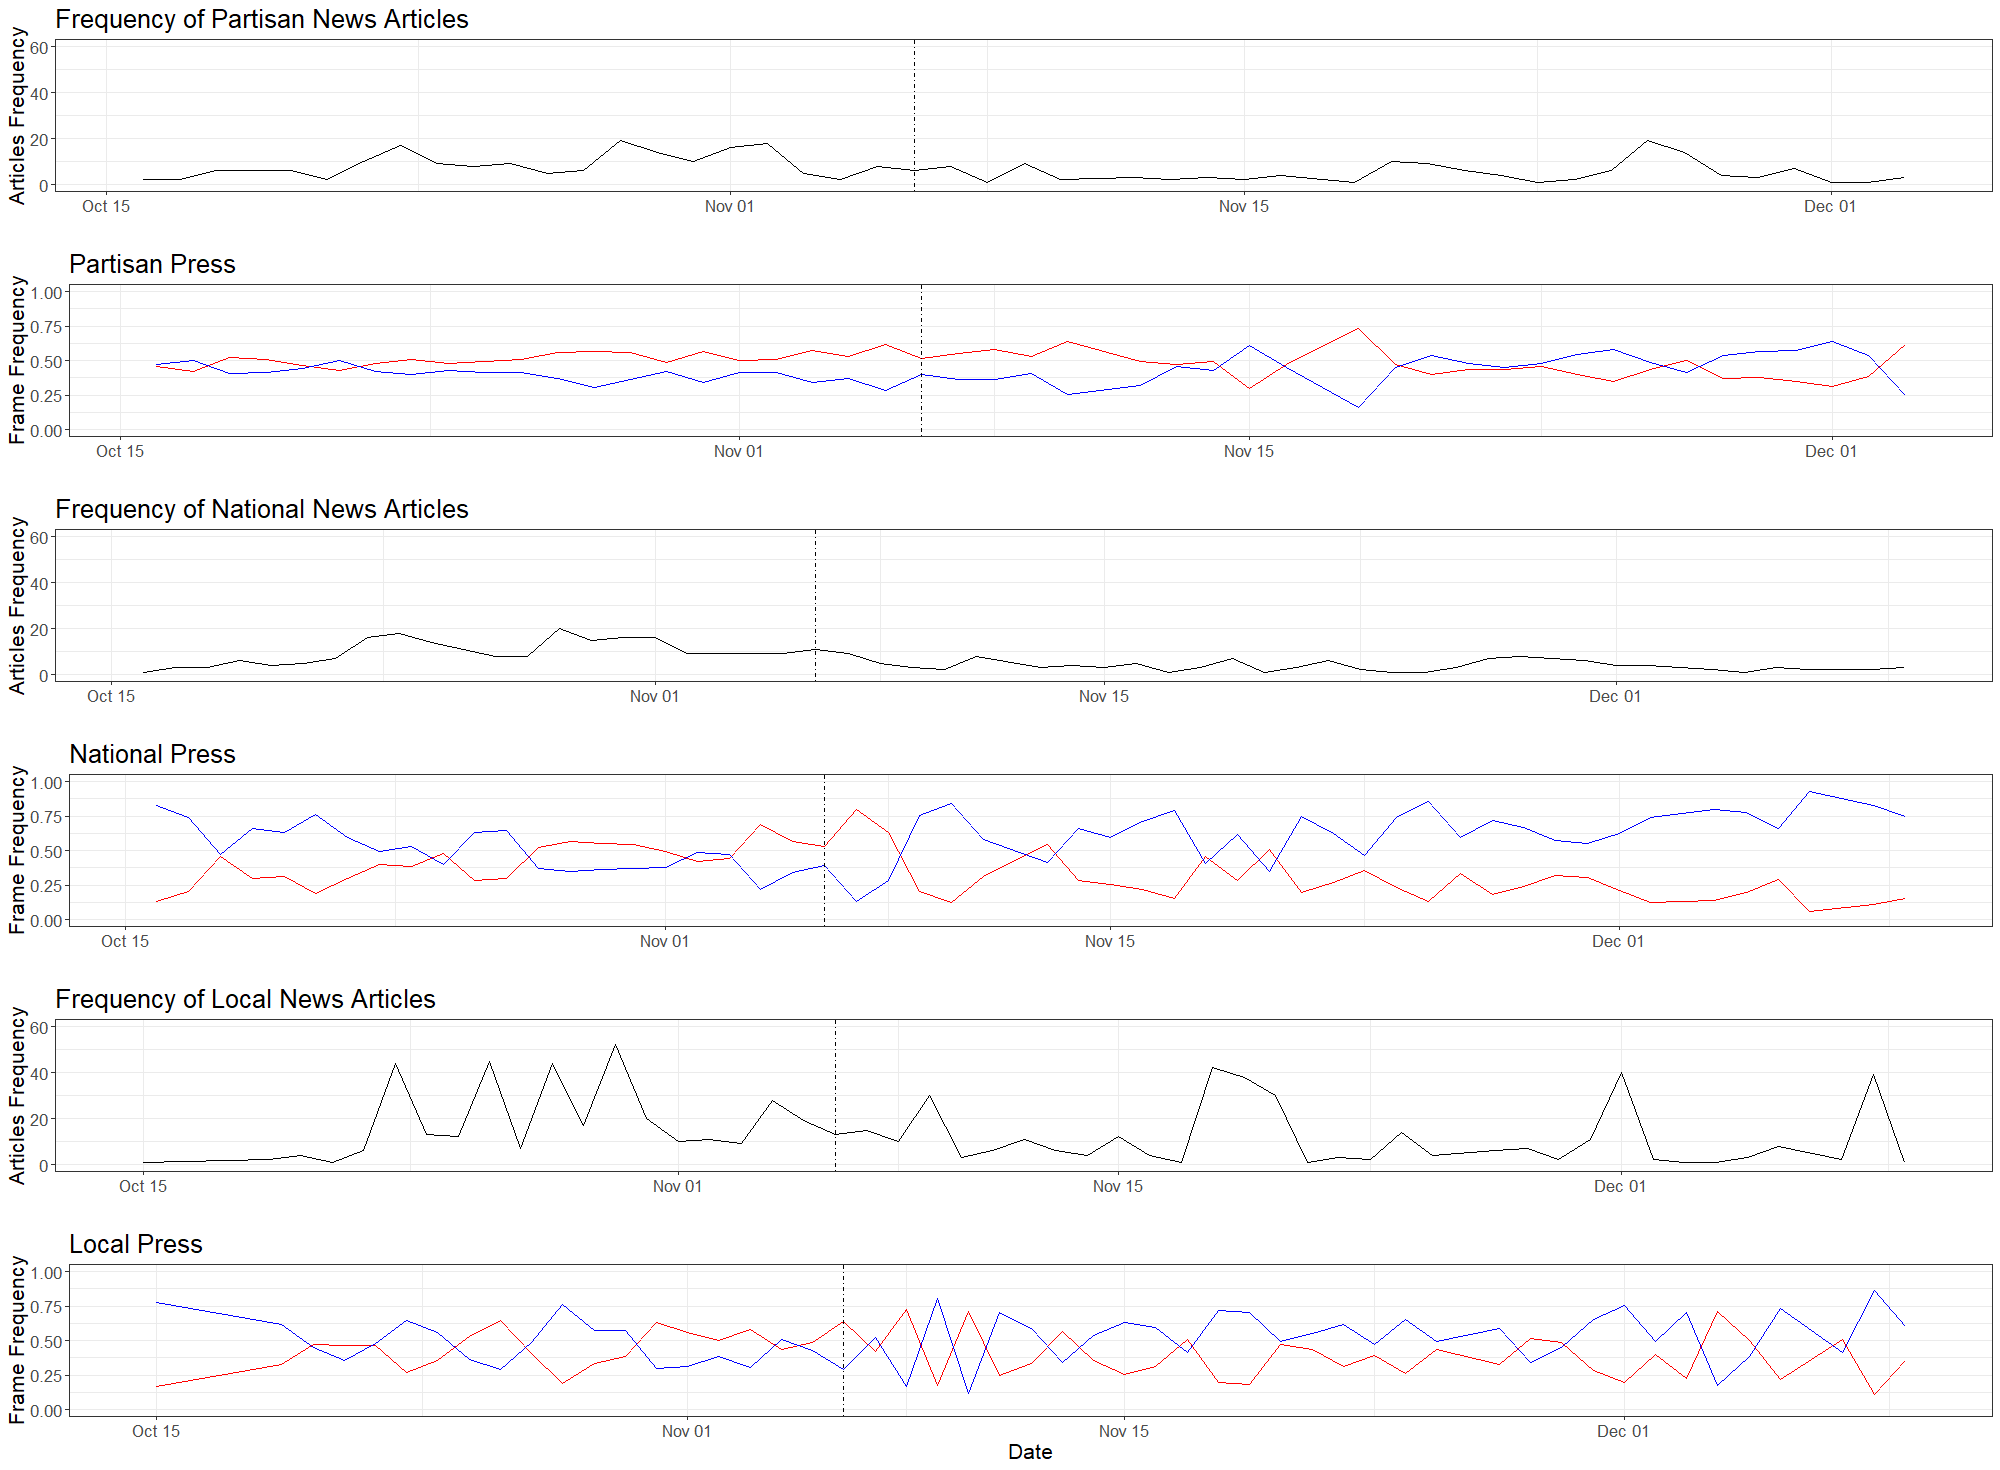 Frequency of Partisan News Articles
Articles Frequency
60
40
20
0
Oct 15 Nov 01 Nov 15 Dec 01
Partisan Press
Frame Frequency
1.00
0.75
0.50
0.25
0.00
Oct 15 Nov 01 Nov 15 Dec 01
Frequency of National News Articles
Articles Frequency
60
40
20
0
Oct 15 Nov 01 Nov 15 Dec 01
National Press
Frame Frequency
1.00
0.75
0.50
0.25
0.00
Oct 15 Nov 01 Nov 15 Dec 01
Frequency of Local News Articles
Articles Frequency
60
40
20
0
Oct 15 Nov 01 Nov 15 Dec 01
Local Press
Frame Frequency
1.00
0.75
0.50
0.25
0.00
Oct 15 Nov 01 Nov 15 Dec 01
Date